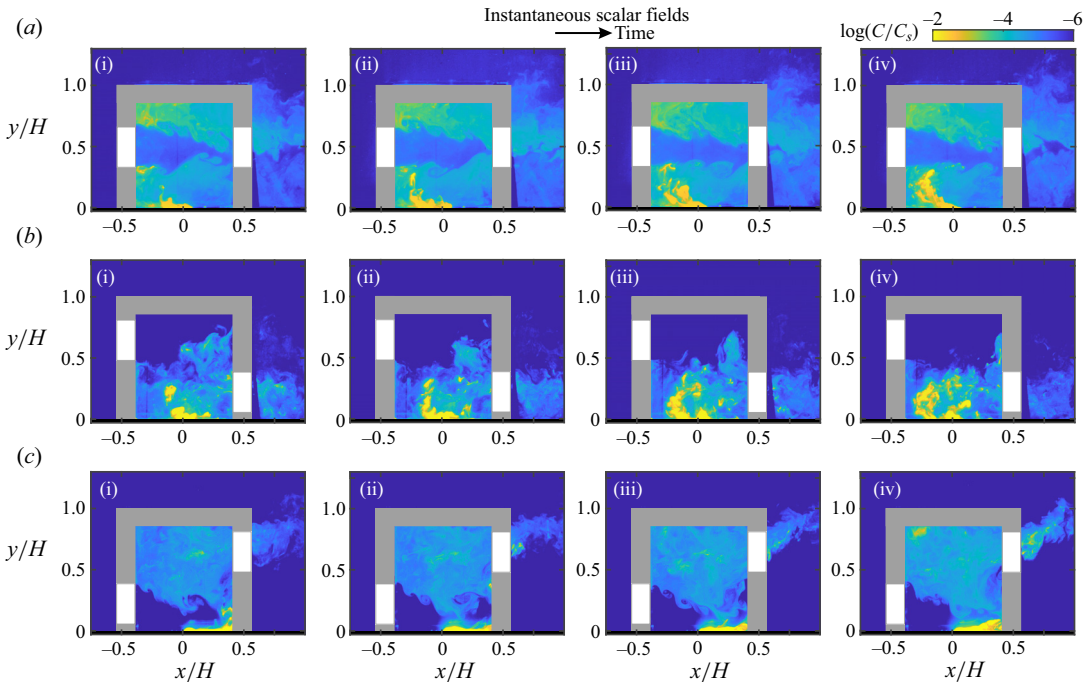 (a)
Instantaneous scalar fields
Time
log(C/Cs) −2 −4 −6
(i) (ii) (iii) (iv)
1.0
y/H 0.5
0
−0.5 0 0.5 −0.5 0 0.5 −0.5 0 0.5 −0.5 0 0.5
(b)
(i) (ii) (iii) (iv)
1.0
y/H 0.5
0
−0.5 0 0.5 −0.5 0 0.5 −0.5 0 0.5 −0.5 0 0.5
(c)
(i) (ii) (iii) (iv)
1.0
y/H 0.5
0
−0.5 0 0.5 −0.5 0 0.5 −0.5 0 0.5 −0.5 0 0.5
x/H x/H x/H x/H